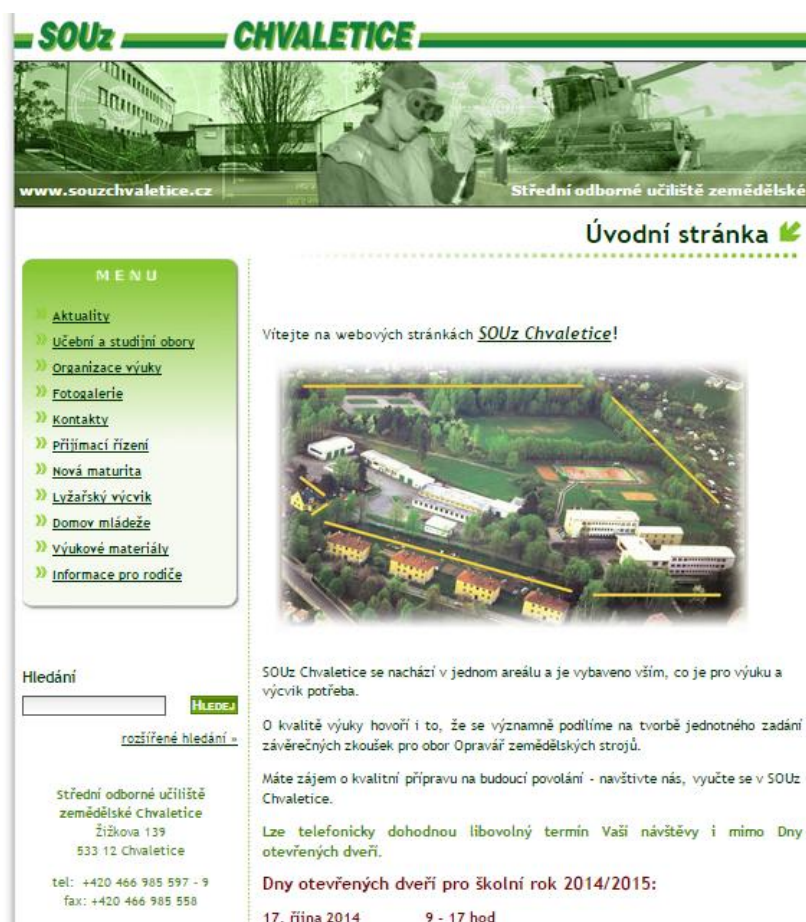 SOUz CHVALETICE
www.souzchvaletice.cz
Střední odborné učiliště zemědělské
Úvodní stránka
MENU
Aktuality
Učební a studijní obory
Organizace výuky
Fotogalerie
Kontakty
Přijímací řízení
Nová maturita
Lyžařský výcvik
Domov mládeže
Výukové materiály
Informace pro rodiče
Hledání
HLEDEJ
rozšířené hledání »
Střední odborné učiliště
zemědělské Chvaletice
Žižkova 139
533 12 Chvaletice
tel: +420 466 985 597 - 9
fax: +420 466 985 558
Vítejte na webových stránkách SOUz Chvaletice!
SOUz Chvaletice se nachází v jednom areálu a je vybaveno vším, co je pro výuku a
výcvik potřeba.
O kvalitě výuky hovoří i to, že se významně podílíme na tvorbě jednotného zadání
závěrečných zkoušek pro obor Opravář zemědělských strojů.
Máte zájem o kvalitní přípravu na budoucí povolání - navštivte nás, vyučte se v SOUz
Chvaletice.
Lze telefonicky dohodnou libovolný termín Vaší návštěvy i mimo Dny
otevřených dveří.
Dny otevřených dveří pro školní rok 2014/2015:
17. října 2014 9 - 17 hod